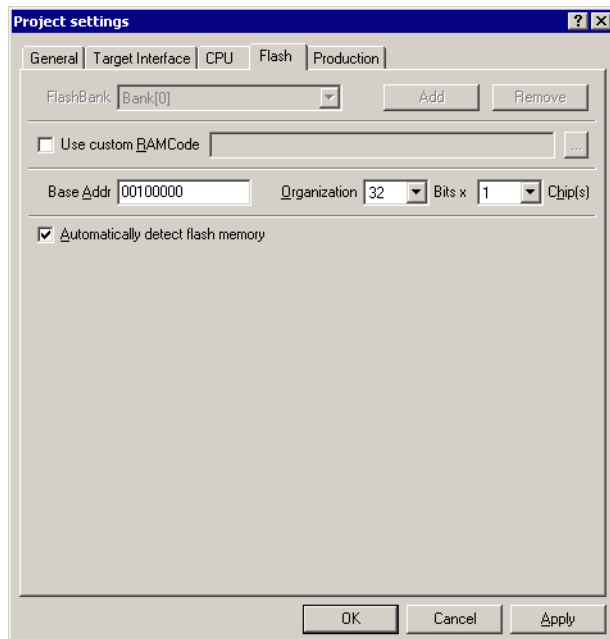 Project settings
General Target Interface CPU Flash Production
FlashBank Bank[0] Add Remove
Use custom RAMCode ...
Base Addr 00100000 Organization 32 Bits x 1 Chip(s)
Automatically detect flash memory
OK Cancel Apply